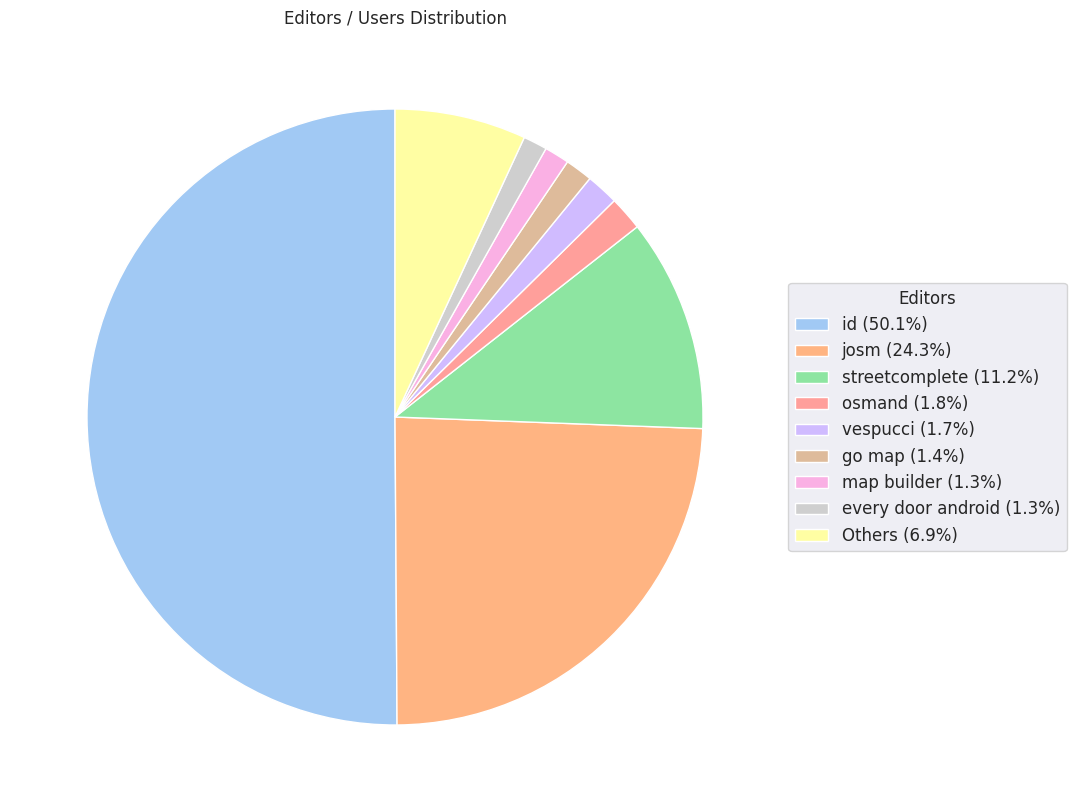 Editors / Users Distribution
Editors
id (50.1%)
josm (24.3%)
streetcomplete (11.2%)
osmand (1.8%)
vespucci (1.7%)
go map (1.4%)
map builder (1.3%)
every door android (1.3%)
Others (6.9%)